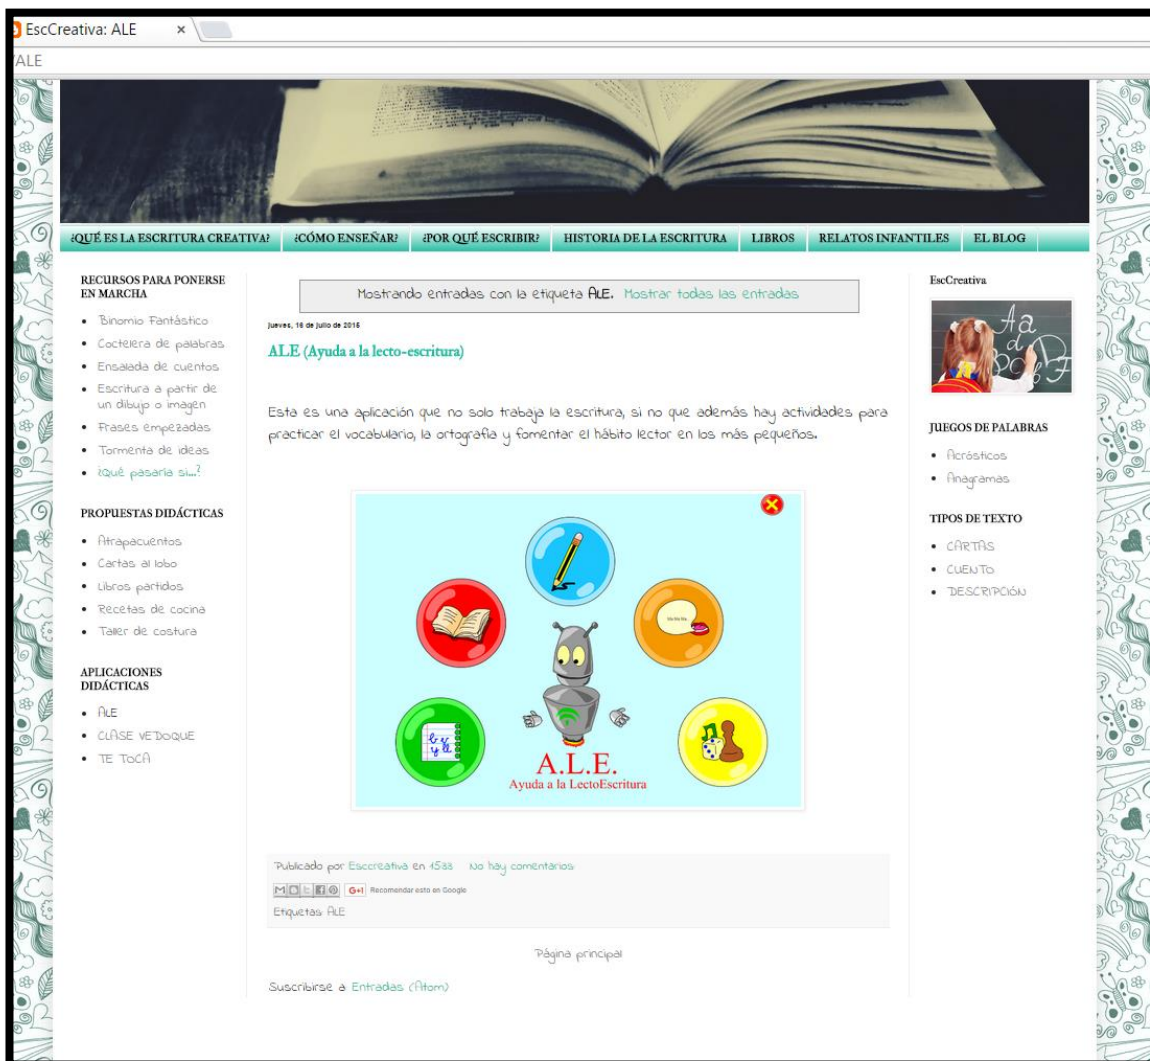 EscCreativa: ALE
/ALE
¿QUÉ ES LA ESCRITURA CREATIVA? ¿CÓMO ENSEÑAR? ¿POR QUÉ ESCRIBIR? HISTORIA DE LA ESCRITURA LIBROS RELATOS INFANTILES EL BLOG
RECURSOS PARA PONERSE
EN MARCHA
Binomio Fantástico
Coctelera de palabras
Ensalada de cuentos
Escritura a partir de
un dibujo o imagen
Frases empezadas
Tormenta de ideas
¿Qué pasaría si...?
PROPUESTAS DIDÁCTICAS
Atrapacuentos
Cartas al lobo
Libros partidos
Recetas de cocina
Taller de costura
APLICACIONES
DIDÁCTICAS
ALE
CLASE VEDOQUE
TE TOCA
Mostrando entradas con la etiqueta ALE. Mostrar todas las entradas
jueves, 16 de julio de 2015
ALE (Ayuda a la lecto-escritura)
Esta es una aplicación que no solo trabaja la escritura, si no que además hay actividades para
practicar el vocabulario, la ortografía y fomentar el hábito lector en los más pequeños.
b v
y ll
A.L.E.
Ayuda a la LectoEscritura
Publicado por Esccreativa en No hay comentarios
G+1 Recomendar esto en Google
Etiquetas: ALE
Página principal
Suscribirse a: Entradas (Atom)
EscCreativa
Aa
JUEGOS DE PALABRAS
Acrósticos
Anagramas
TIPOS DE TEXTO
CARTAS
CUENTO
DESCRIPCIÓN